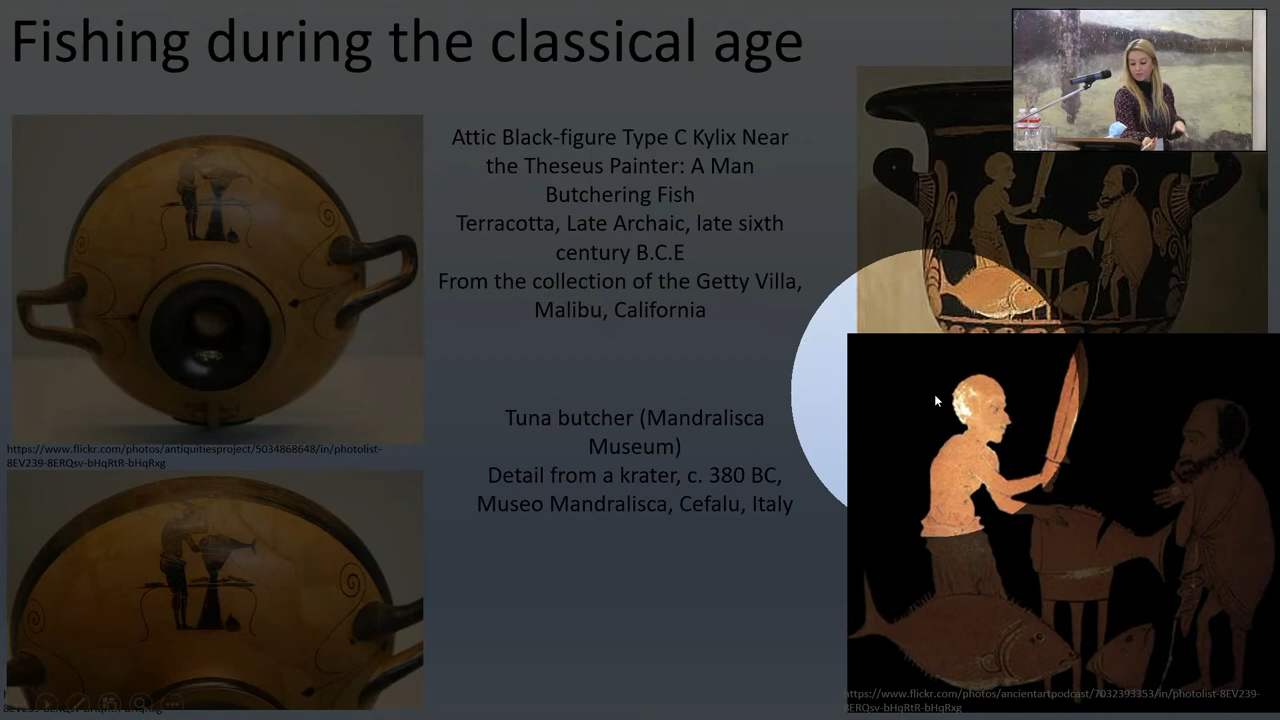 Fishing during the classical age
Attic Black-figure Type C Kylix Near
the Theseus Painter: A Man
Butchering Fish
Terracotta, Late Archaic, late sixth
century B.C.E
From the collection of the Getty Villa,
Malibu, California
https://www.flickr.com/photos/antiquitiesproject/5034868648/in/photolist-
8EV239-8ERQsv-bHqRtR-bHqRxg
Tuna butcher (Mandralisca
Museum)
Detail from a krater, c. 380 BC,
Museo Mandralisca, Cefalu, Italy
https://www.flickr.com/photos/ancientartpodcast/7032393353/in/photolist-8EV239-
8ERQsv-bHqRtR-bHqRxg